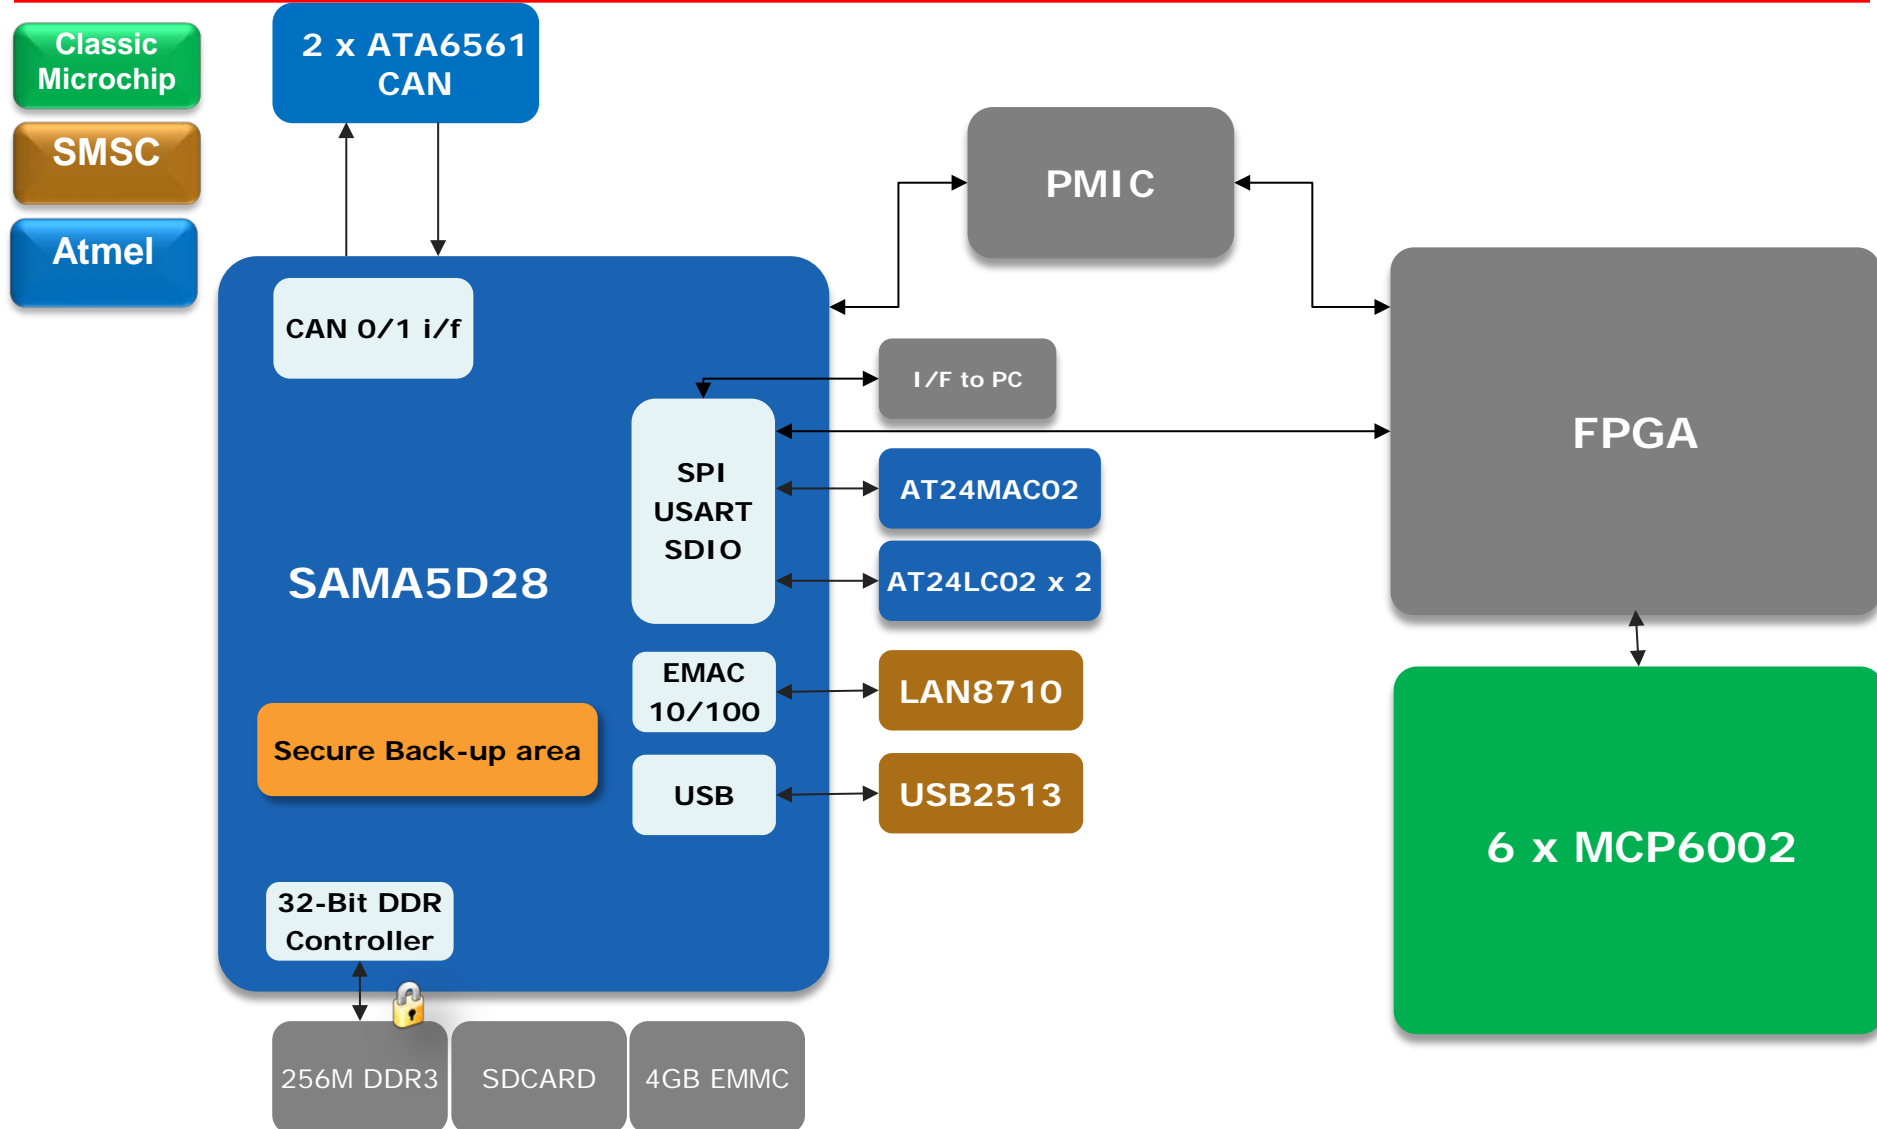 Classic
Microchip
SMSC
Atmel
2 x ATA6561
CAN
PMIC
CAN 0/1 i/f
I/F to PC
FPGA
SPI
USART
SDIO
AT24MAC02
AT24LC02 x 2
SAMA5D28
EMAC
10/100
LAN8710
Secure Back-up area
USB
USB2513
6 x MCP6002
32-Bit DDR
Controller
256M DDR3
SDCARD
4GB EMMC